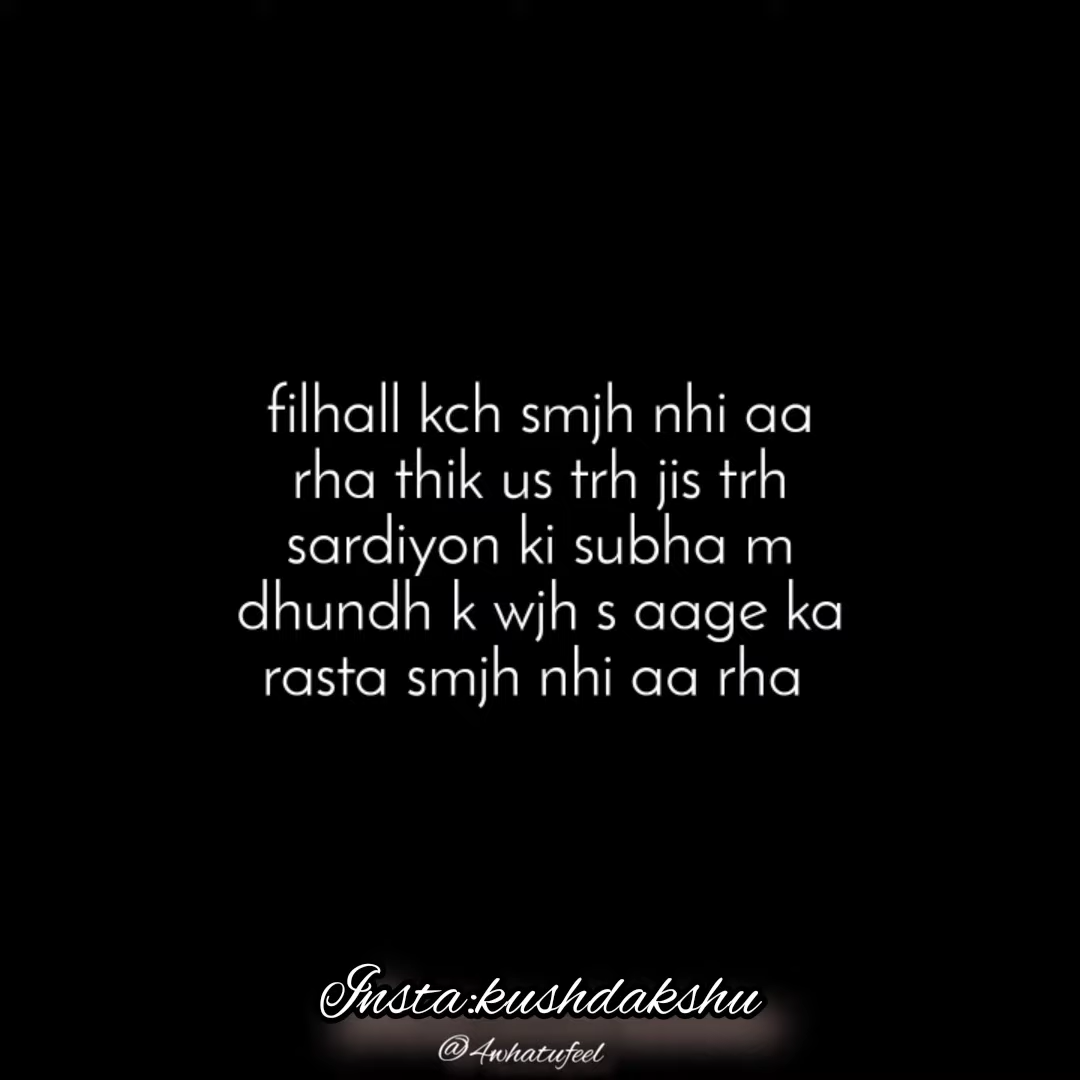 filhall kch smjh nhi aa
rha thik us trh jis trh
sardiyon ki subha m
dhundh k wjh s aage ka
rasta smjh nhi aa rha
Insta:kushdakshu
@4whatufeel